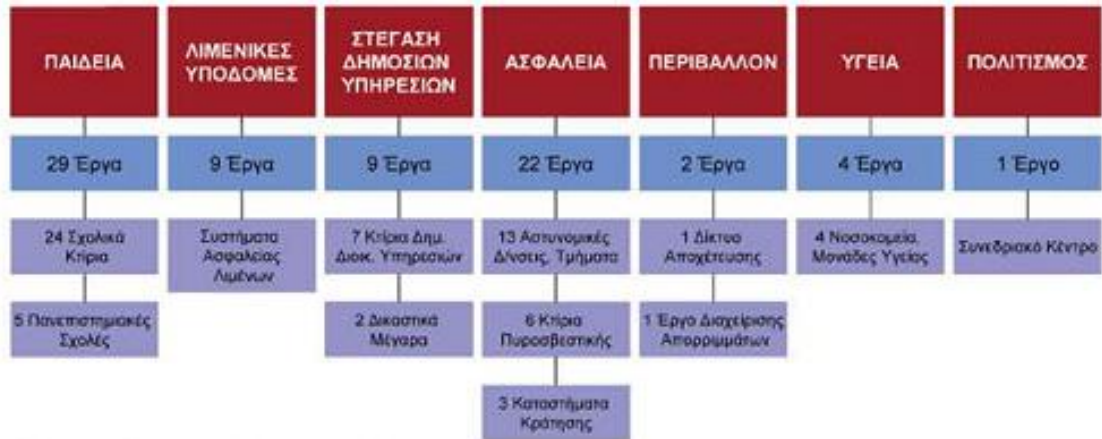 ΠΑΙΔΕΙΑ
29 Έργα
24 Σχολικά
Κτίρια
5 Πανεπιστημιακές
Σχολές
ΛΙΜΕΝΙΚΕΣ
ΥΠΟΔΟΜΕΣ
9 Έργα
Συστήματα
Ασφαλείας
Λιμένων
ΣΤΕΓΑΣΗ
ΔΗΜΟΣΙΩΝ
ΥΠΗΡΕΣΙΩΝ
9 Έργα
7 Κτίρια Δημ.
Διοικ. Υπηρεσιών
2 Δικαστικά
Μέγαρα
ΑΣΦΑΛΕΙΑ
22 Έργα
13 Αστυνομικές
Δ/νσεις, Τμήματα
6 Κτίρια
Πυροσβεστικής
3 Καταστήματα
Κράτησης
ΠΕΡΙΒΑΛΛΟΝ
2 Έργα
1 Δίκτυο
Αποχέτευσης
1 Έργο Διαχείρισης
Απορριμμάτων
ΥΓΕΙΑ
4 Έργα
4 Νοσοκομεία,
Μονάδες Υγείας
ΠΟΛΙΤΙΣΜΟΣ
1 Έργο
Συνεδριακό Κέντρο